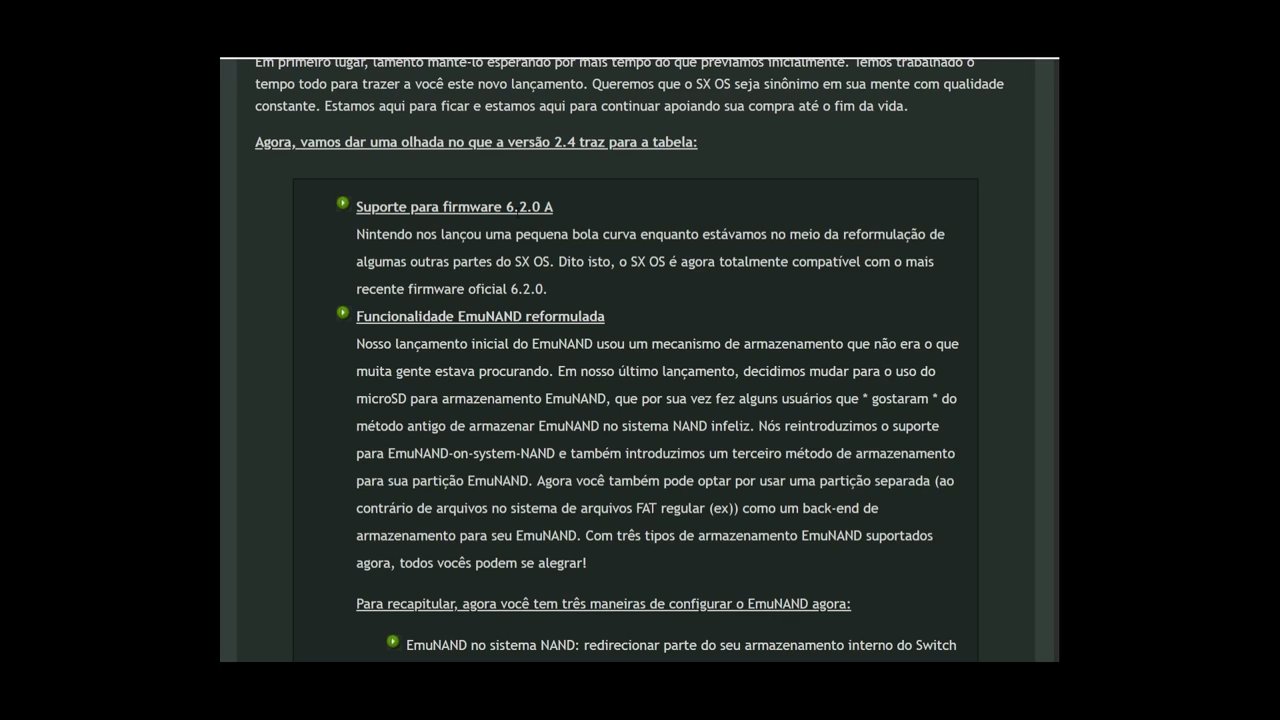 Em primeiro lugar, lamento mantê-lo esperando por mais tempo do que prevíamos inicialmente. Temos trabalhado o
tempo todo para trazer a você este novo lançamento. Queremos que o SX OS seja sinônimo em sua mente com qualidade
constante. Estamos aqui para ficar e estamos aqui para continuar apoiando sua compra até o fim da vida.
Agora, vamos dar uma olhada no que a versão 2.4 traz para a tabela:
Suporte para firmware 6.2.0 A
Nintendo nos lançou uma pequena bola curva enquanto estávamos no meio da reformulação de
algumas outras partes do SX OS. Dito isto, o SX OS é agora totalmente compatível com o mais
recente firmware oficial 6.2.0.
Funcionalidade EmuNAND reformulada
Nosso lançamento inicial do EmuNAND usou um mecanismo de armazenamento que não era o que
muita gente estava procurando. Em nosso último lançamento, decidimos mudar para o uso do
microSD para armazenamento EmuNAND, que por sua vez fez alguns usuários que * gostaram * do
método antigo de armazenar EmuNAND no sistema NAND infeliz. Nós reintroduzimos o suporte
para EmuNAND-on-system-NAND e também introduzimos um terceiro método de armazenamento
para sua partição EmuNAND. Agora você também pode optar por usar uma partição separada (ao
contrário de arquivos no sistema de arquivos FAT regular (ex)) como um back-end de
armazenamento para seu EmuNAND. Com três tipos de armazenamento EmuNAND suportados
agora, todos vocês podem se alegrar!
Para recapitular, agora você tem três maneiras de configurar o EmuNAND agora:
EmuNAND no sistema NAND: redirecionar parte do seu armazenamento interno do Switch